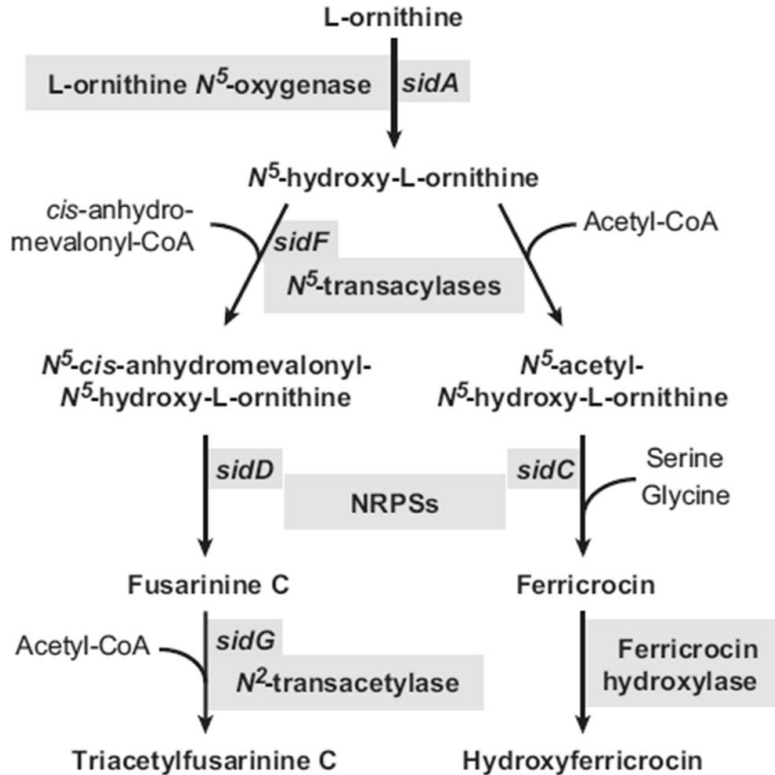 L-ornithine
L-ornithine N⁵-oxygenase
sidA
N⁵-hydroxy-L-ornithine
cis-anhydro-
mevalonyl-CoA
sidF
Acetyl-CoA
N⁵-transacylases
N⁵-cis-anhydromevalonyl-
N⁵-hydroxy-L-ornithine
N⁵-acetyl-
N⁵-hydroxy-L-ornithine
sidD
NRPSs
sidC
Serine
Glycine
Fusarinine C
Ferricrocin
Acetyl-CoA
sidG
N²-transacetylase
Ferricrocin
hydroxylase
Triacetylfusarinine C
Hydroxyferricrocin